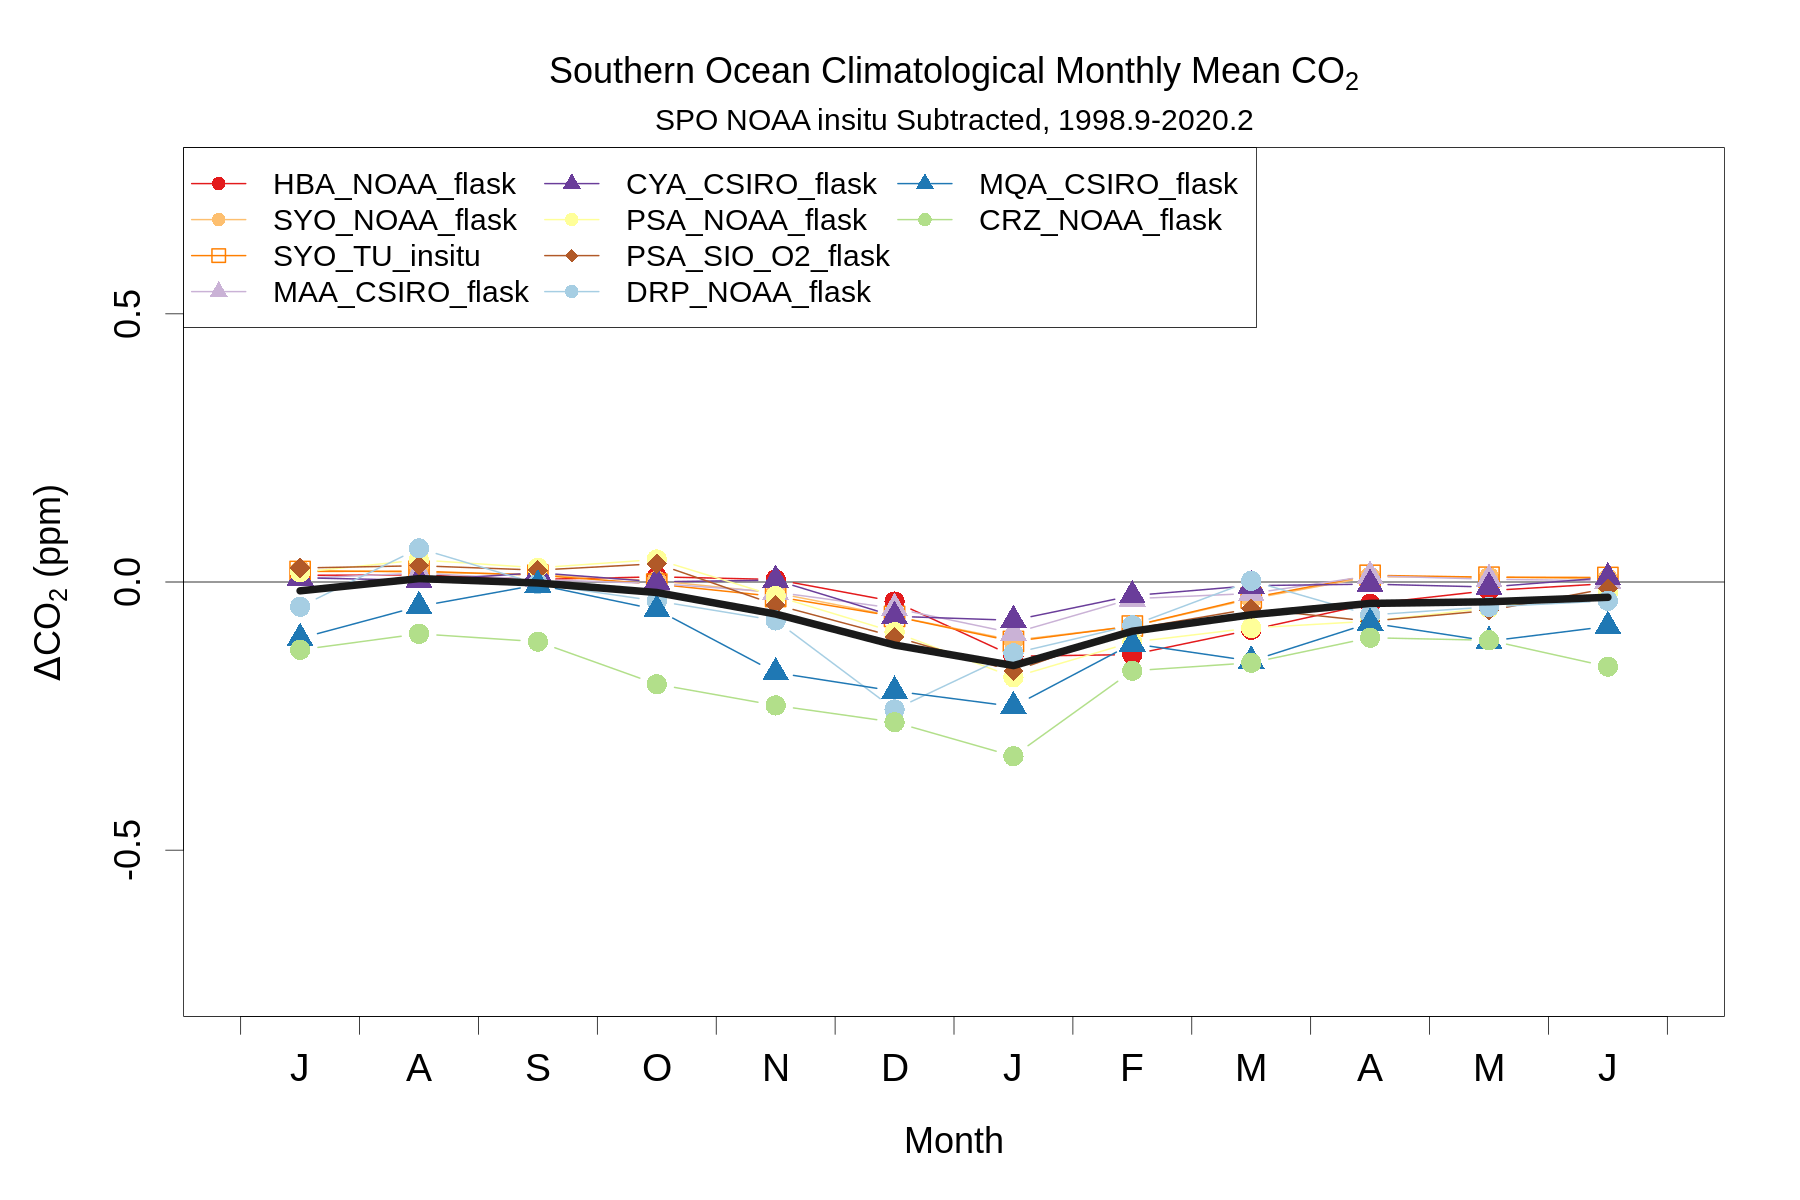 Southern Ocean Climatological Monthly Mean CO₂
SPO NOAA insitu Subtracted, 1998.9-2020.2
HBA_NOAA_flask CYA_CSIRO_flask MQA_CSIRO_flask
SYO_NOAA_flask PSA_NOAA_flask CRZ_NOAA_flask
SYO_TU_insitu PSA_SIO_O2_flask
MAA_CSIRO_flask DRP_NOAA_flask
0.5
0.0
-0.5
ΔCO₂ (ppm)
J A S O N D J F M A M J
Month